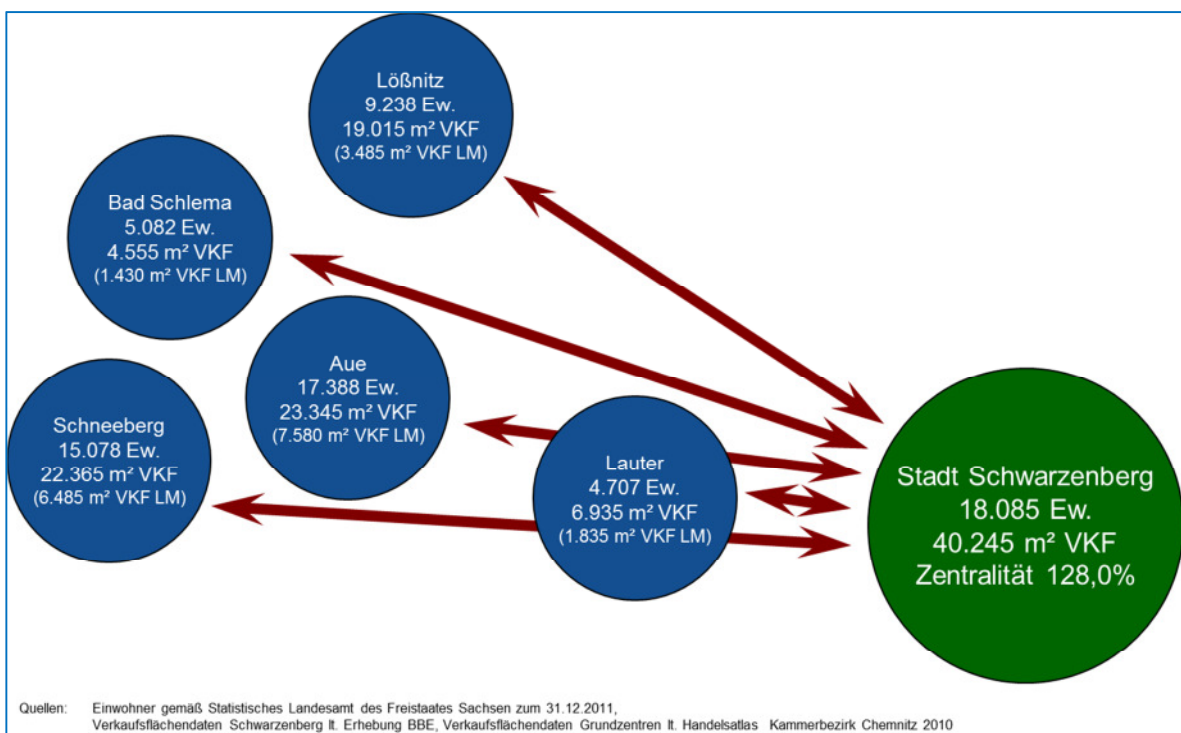 Lößnitz
9.238 Ew.
19.015 m² VKF
(3.485 m² VKF LM)
Bad Schlema
5.082 Ew.
4.555 m² VKF
(1.430 m² VKF LM)
Aue
17.388 Ew.
23.345 m² VKF
(7.580 m² VKF LM)
Schneeberg
15.078 Ew.
22.365 m² VKF
(6.485 m² VKF LM)
Lauter
4.707 Ew.
6.935 m² VKF
(1.835 m² VKF LM)
Stadt Schwarzenberg
18.085 Ew.
40.245 m² VKF
Zentralität 128,0%
Quellen: Einwohner gemäß Statistisches Landesamt des Freistaates Sachsen zum 31.12.2011,
Verkaufsflächendaten Schwarzenberg lt. Erhebung BBE, Verkaufsflächendaten Grundzentren lt. Handelsatlas Kammerbezirk Chemnitz 2010